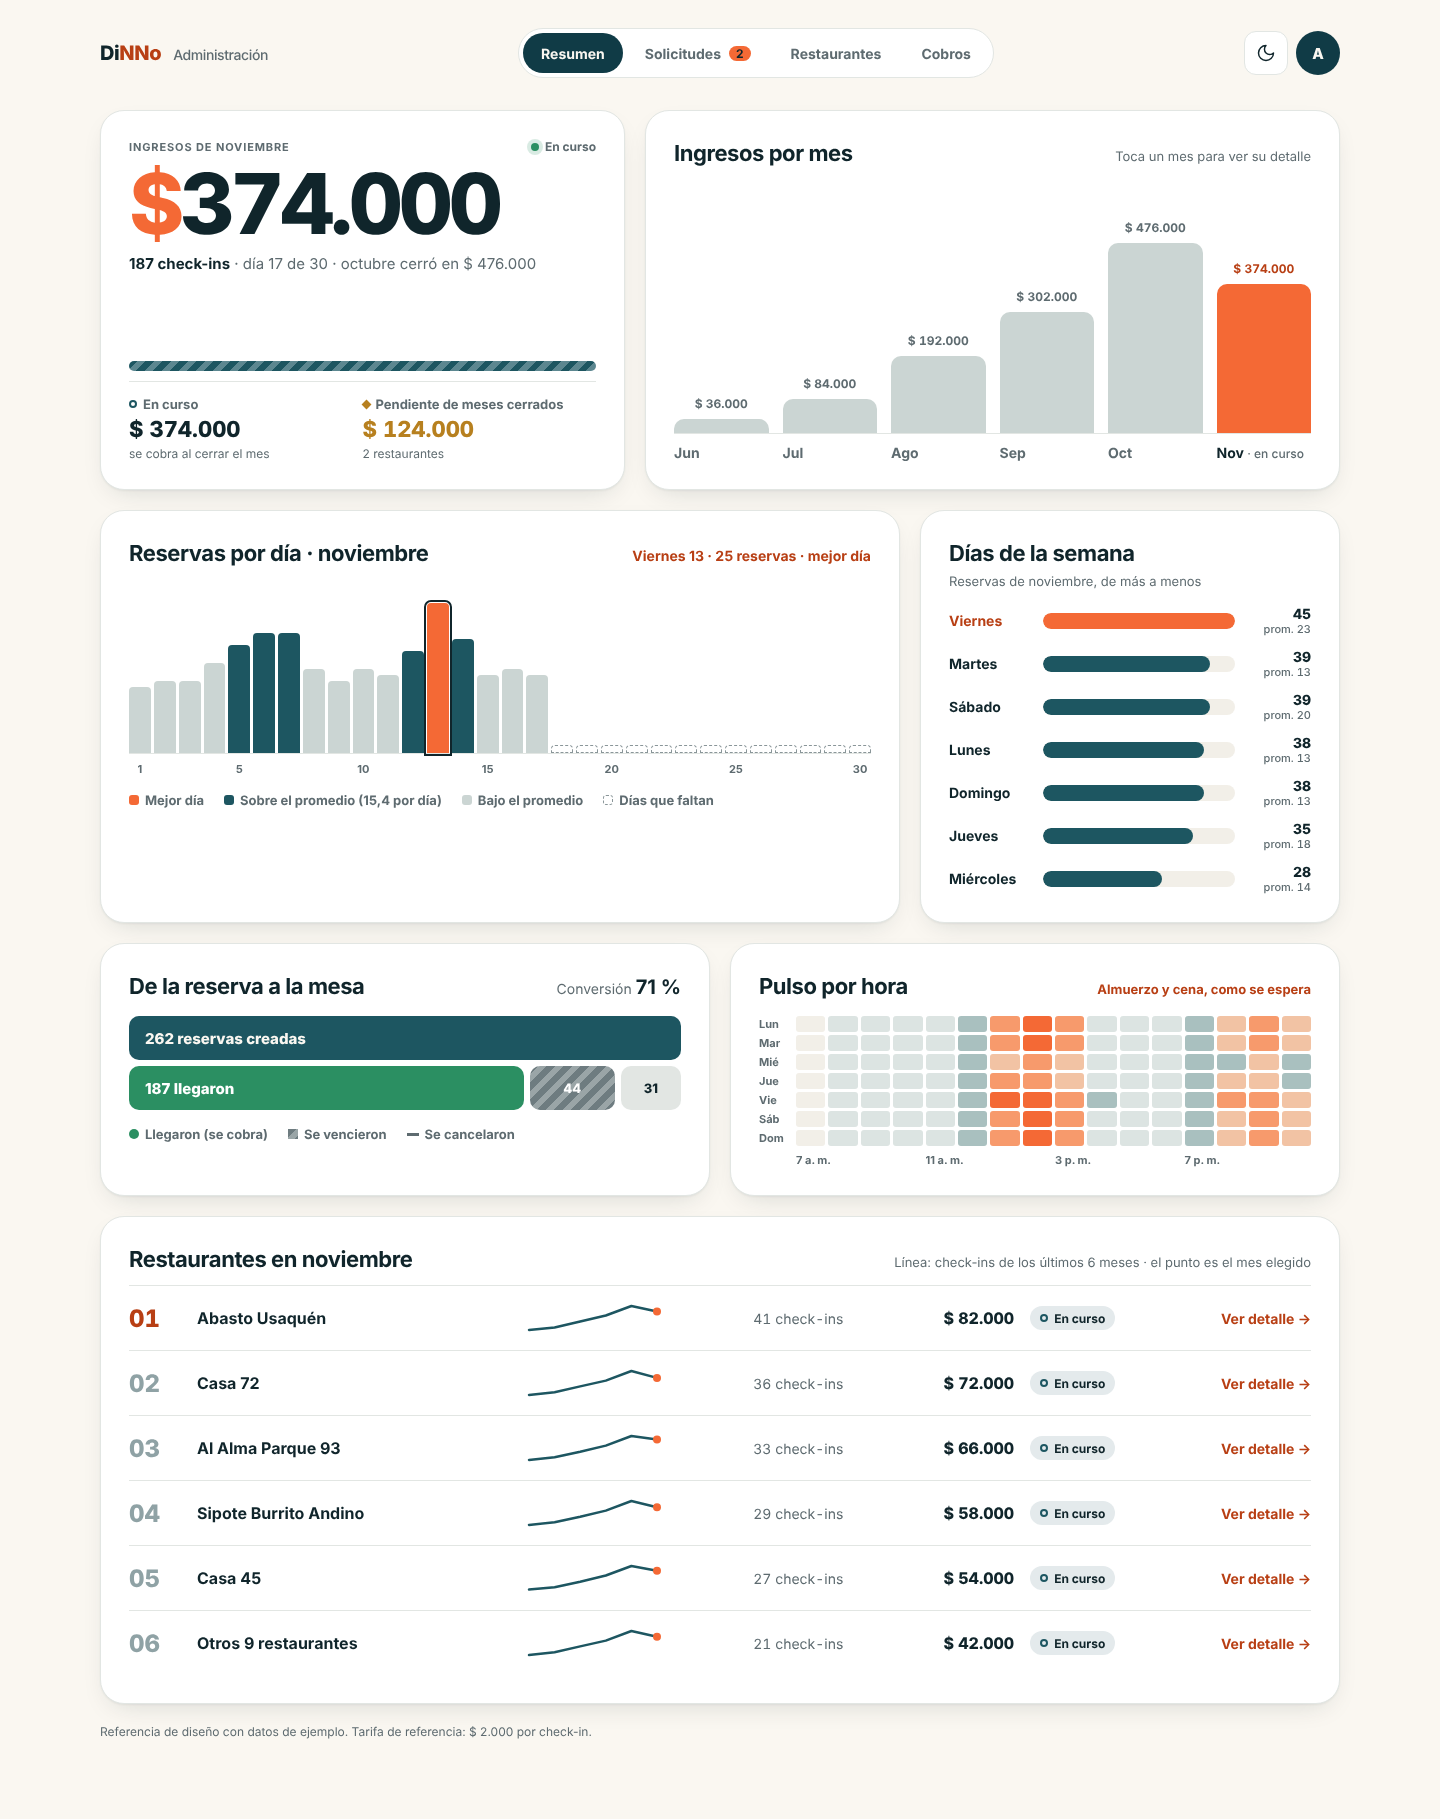 DiNNo Administración
Resumen
Solicitudes 2
Restaurantes
Cobros
A
INGRESOS DE NOVIEMBRE
En curso
$374.000
187 check-ins · día 17 de 30 · octubre cerró en $ 476.000
En curso
$ 374.000
se cobra al cerrar el mes
Pendiente de meses cerrados
$ 124.000
2 restaurantes
Ingresos por mes
Toca un mes para ver su detalle
$ 36.000
$ 84.000
$ 192.000
$ 302.000
$ 476.000
$ 374.000
Jun
Jul
Ago
Sep
Oct
Nov · en curso
Reservas por día · noviembre
Viernes 13 · 25 reservas · mejor día
1 5 10 15 20 25 30
Mejor día
Sobre el promedio (15,4 por día)
Bajo el promedio
Días que faltan
Días de la semana
Reservas de noviembre, de más a menos
Viernes 45
prom. 23
Martes 39
prom. 13
Sábado 39
prom. 20
Lunes 38
prom. 13
Domingo 38
prom. 13
Jueves 35
prom. 18
Miércoles 28
prom. 14
De la reserva a la mesa
Conversión 71 %
262 reservas creadas
187 llegaron 44 31
Llegaron (se cobra)
Se vencieron
Se cancelaron
Pulso por hora
Almuerzo y cena, como se espera
Lun
Mar
Mié
Jue
Vie
Sáb
Dom
7 a. m. 11 a. m. 3 p. m. 7 p. m.
Restaurantes en noviembre
Línea: check-ins de los últimos 6 meses · el punto es el mes elegido
01 Abasto Usaquén 41 check-ins $ 82.000 En curso Ver detalle →
02 Casa 72 36 check-ins $ 72.000 En curso Ver detalle →
03 Al Alma Parque 93 33 check-ins $ 66.000 En curso Ver detalle →
04 Sipote Burrito Andino 29 check-ins $ 58.000 En curso Ver detalle →
05 Casa 45 27 check-ins $ 54.000 En curso Ver detalle →
06 Otros 9 restaurantes 21 check-ins $ 42.000 En curso Ver detalle →
Referencia de diseño con datos de ejemplo. Tarifa de referencia: $ 2.000 por check-in.